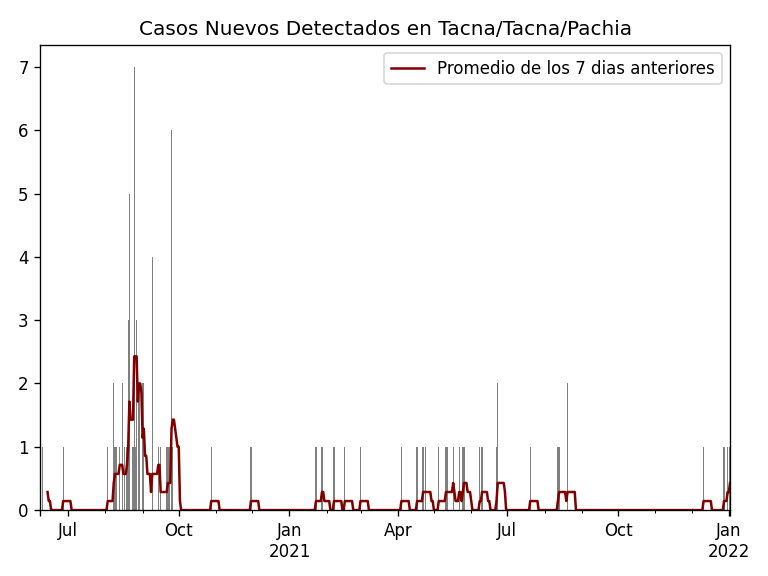 Casos Nuevos Detectados en Tacna/Tacna/Pachia
Promedio de los 7 dias anteriores
7
6
5
4
3
2
1
0
Jul
Oct
Jan
2021
Apr
Jul
Oct
Jan
2022